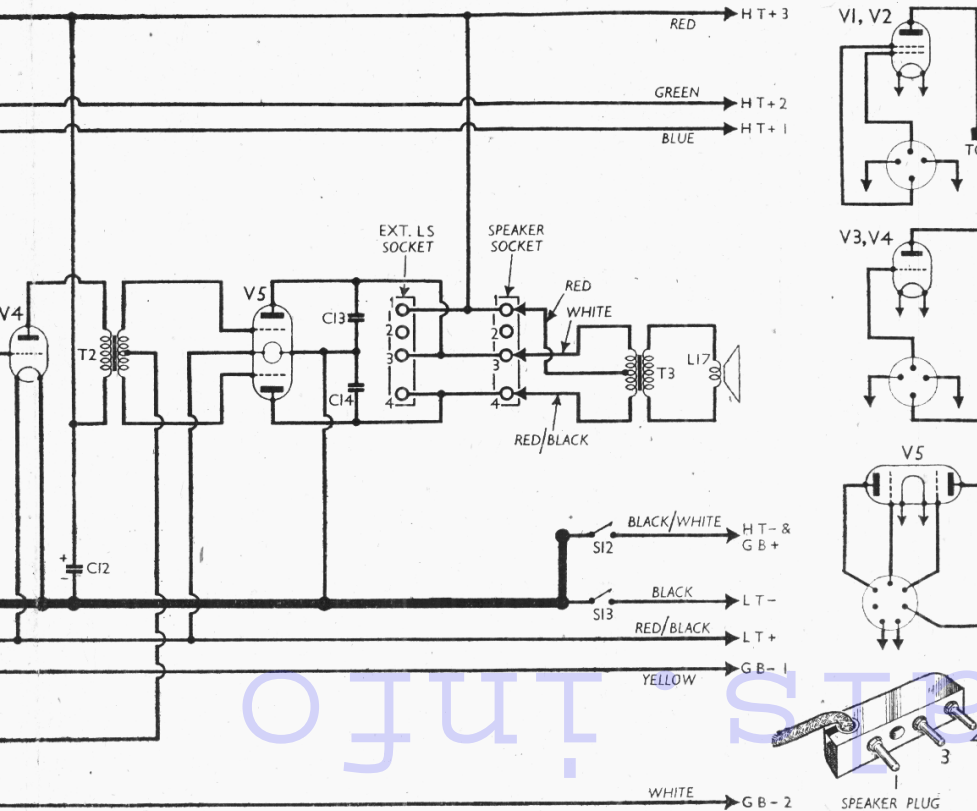 HT+3
RED
V1, V2
GREEN
HT+2
HT+1
BLUE
EXT. LS
SOCKET
SPEAKER
SOCKET
V3, V4
RED
V5
WHITE
1
1
C13
V4
2
2
T2
3
3
L17
T3
C14
4
4
RED/BLACK
V5
BLACK/WHITE
HT- &
GB+
S12
+
C12
-
BLACK
LT-
S13
RED/BLACK
LT+
GB-1
YELLOW
3
1
WHITE
GB-2
SPEAKER PLUG